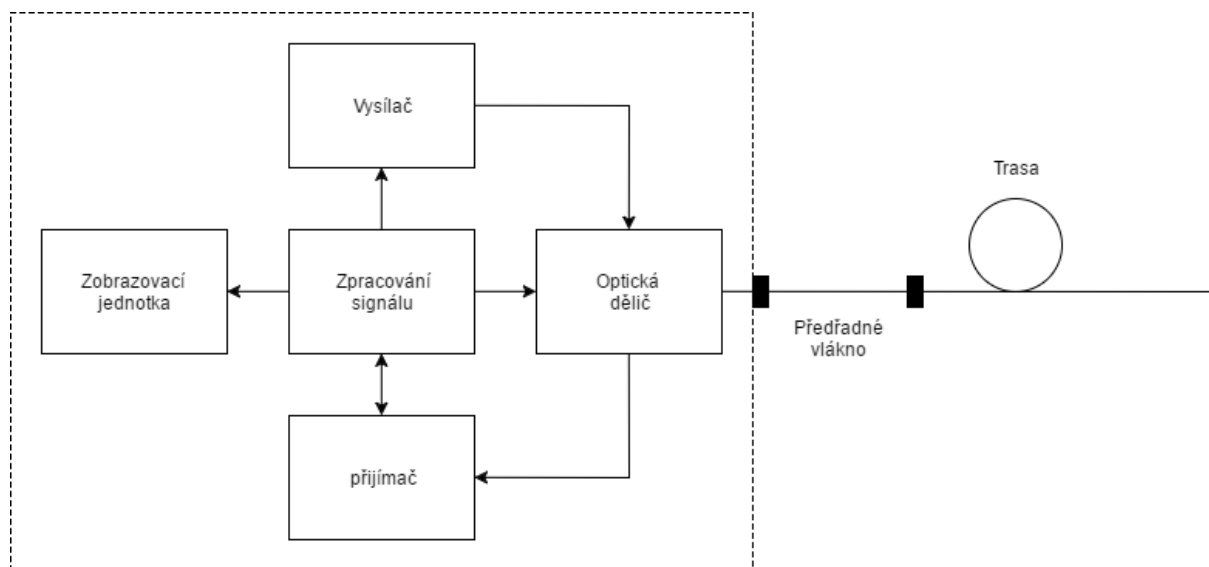 Vysílač
Trasa
Zobrazovací
jednotka
Zpracování
signálu
Optická
dělič
Předřadné
vlákno
přijímač